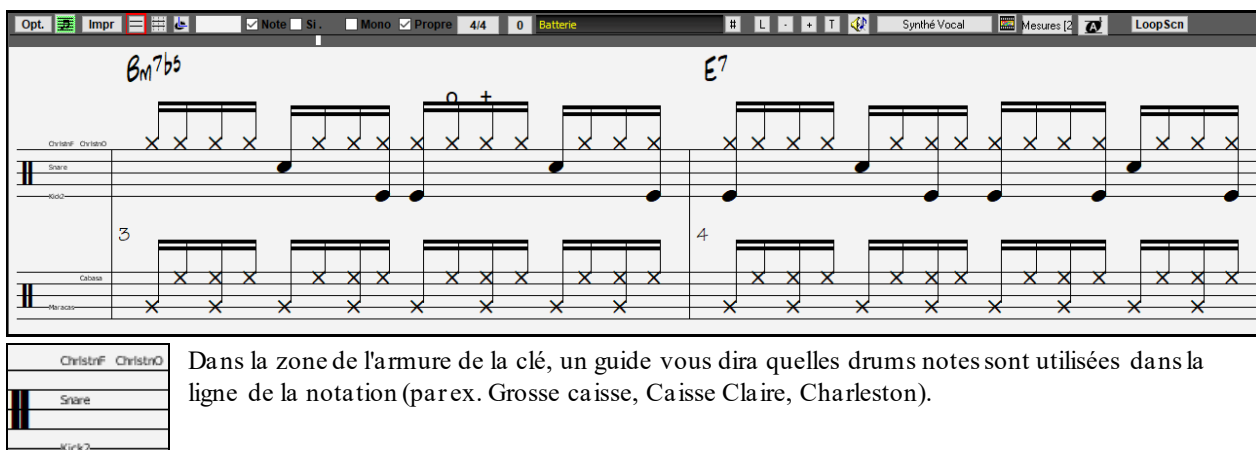 Opt. Impr Note Si. Mono Propre 4/4 0 Batterie # L - + T Synthé Vocal Mesures [2 A LoopScn
Bm7b5 E7
o +
ChristnF ChristnO
Snare
Kick2
3 4
Cabasa
Maracas
ChristnF ChristnO
Snare
Kick2
Dans la zone de l'armure de la clé, un guide vous dira quelles drums notes sont utilisées dans la
ligne de la notation (par ex. Grosse caisse, Caisse Claire, Charleston).